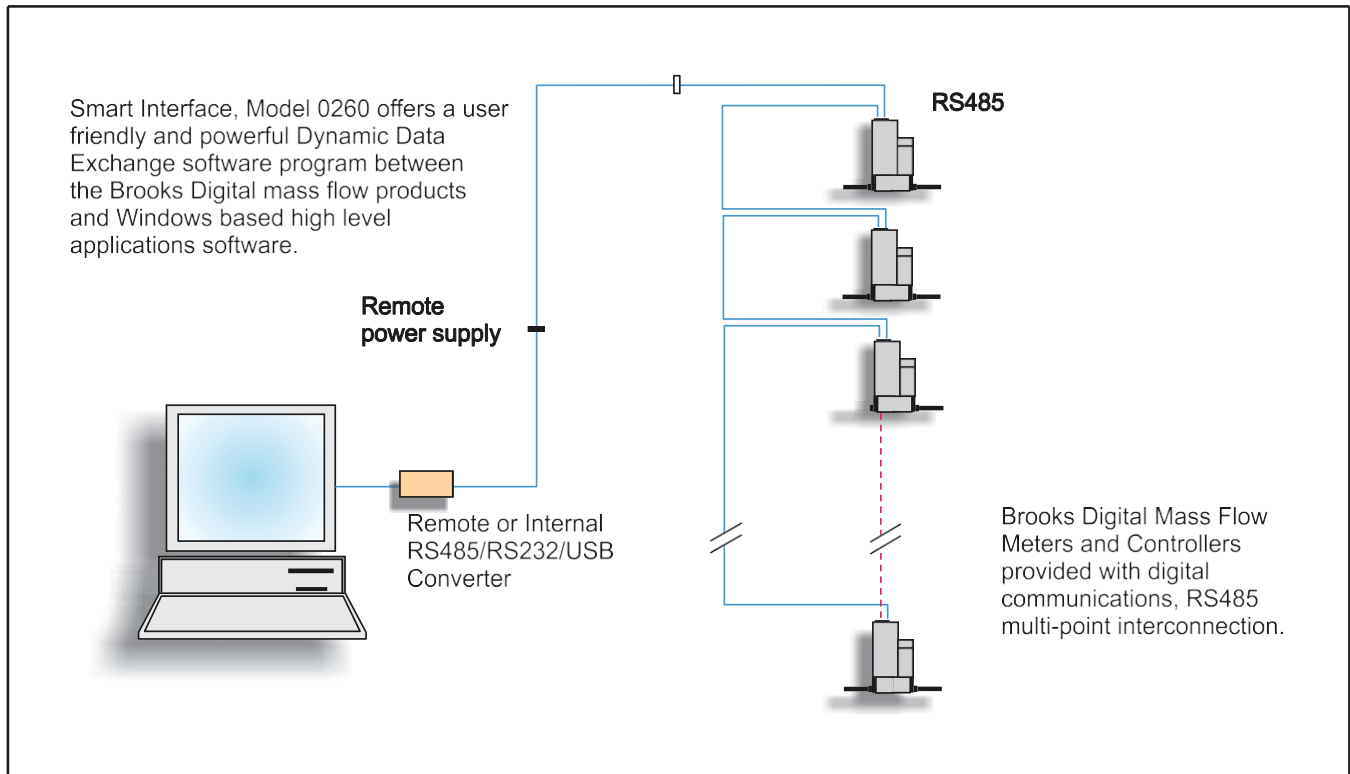 Smart Interface, Model 0260 offers a user
friendly and powerful Dynamic Data
Exchange software program between
the Brooks Digital mass flow products
and Windows based high level
applications software.
RS485
Remote
power supply
Remote or Internal
RS485/RS232/USB
Converter
Brooks Digital Mass Flow
Meters and Controllers
provided with digital
communications, RS485
multi-point interconnection.